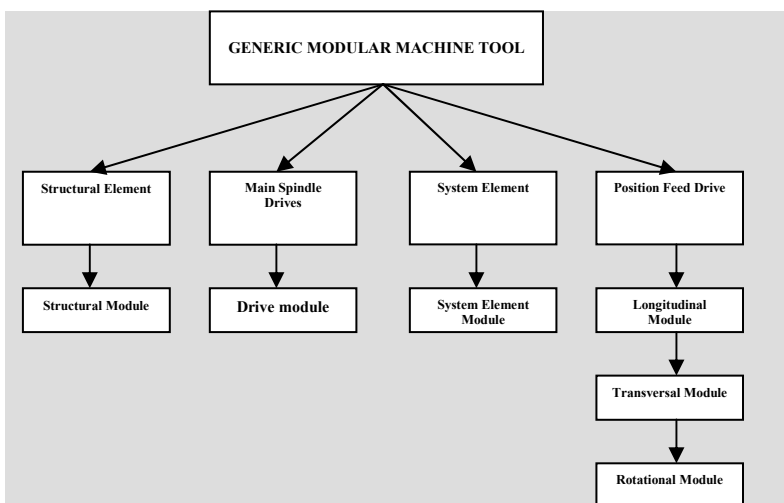 GENERIC MODULAR MACHINE TOOL
Structural Element
Main Spindle
Drives
System Element
Position Feed Drive
Structural Module
Drive module
System Element
Module
Longitudinal
Module
Transversal Module
Rotational Module